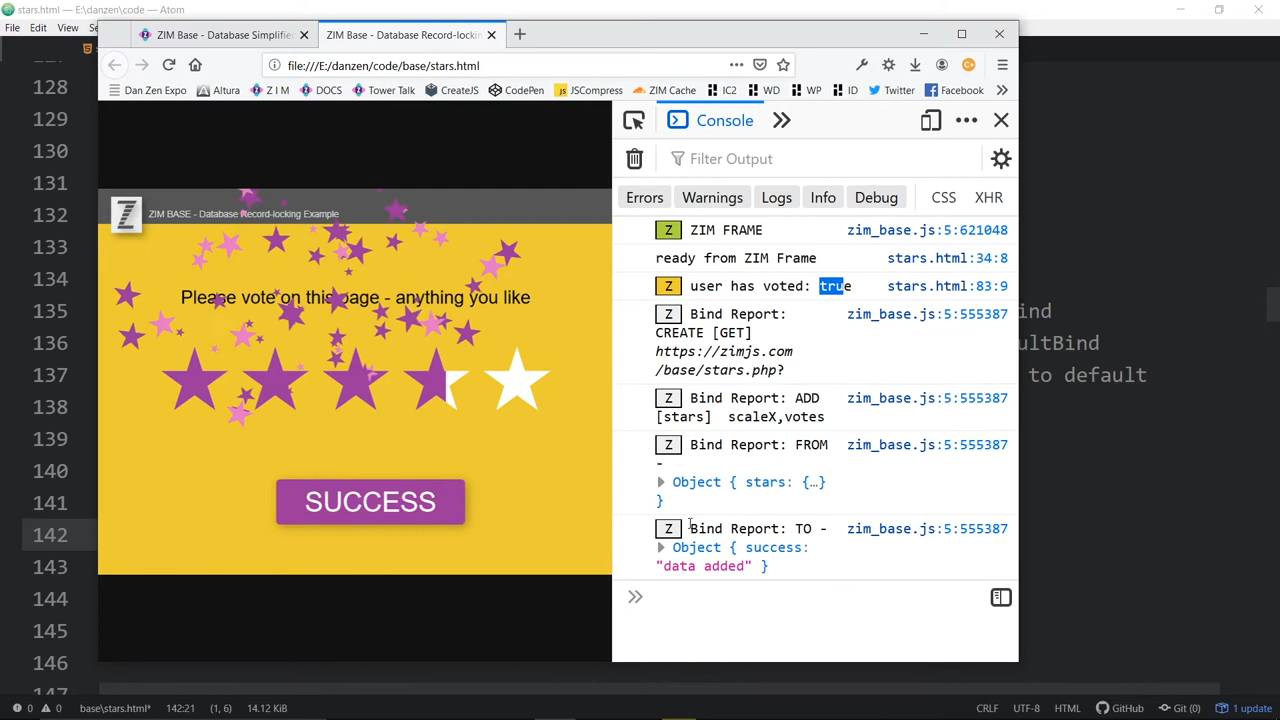 stars.html — E:\danzen\code — Atom
File Edit View
ZIM Base - Database Simplifie
ZIM Base - Database Record-locking
file:///E:/danzen/code/base/stars.html
Dan Zen Expo Altura Z I M DOCS Tower Talk CreateJS CodePen JSCompress ZIM Cache IC2 WD WP ID Twitter Facebook
Console
Filter Output
Errors Warnings Logs Info Debug CSS XHR
Z ZIM FRAME zim_base.js:5:621048
ready from ZIM Frame stars.html:34:8
Z user has voted: true stars.html:83:9
Z Bind Report: zim_base.js:5:555387
CREATE [GET]
https://zimjs.com
/base/stars.php?
Z Bind Report: ADD zim_base.js:5:555387
[stars] scaleX,votes
Z Bind Report: FROM zim_base.js:5:555387
-
Object { stars: {…}
}
Z Bind Report: TO - zim_base.js:5:555387
Object { success:
"data added" }
Z ZIM BASE - Database Record-locking Example
Please vote on this page - anything you like
SUCCESS
128
129
130
131
132
133
134
135
136
137
138
139
140
141
142
143
144
145
146
ind
ultBind
to default
0 0 base\stars.html* 142:21 (1, 6) 14.12 KiB CRLF UTF-8 HTML GitHub Git (0) 1 update